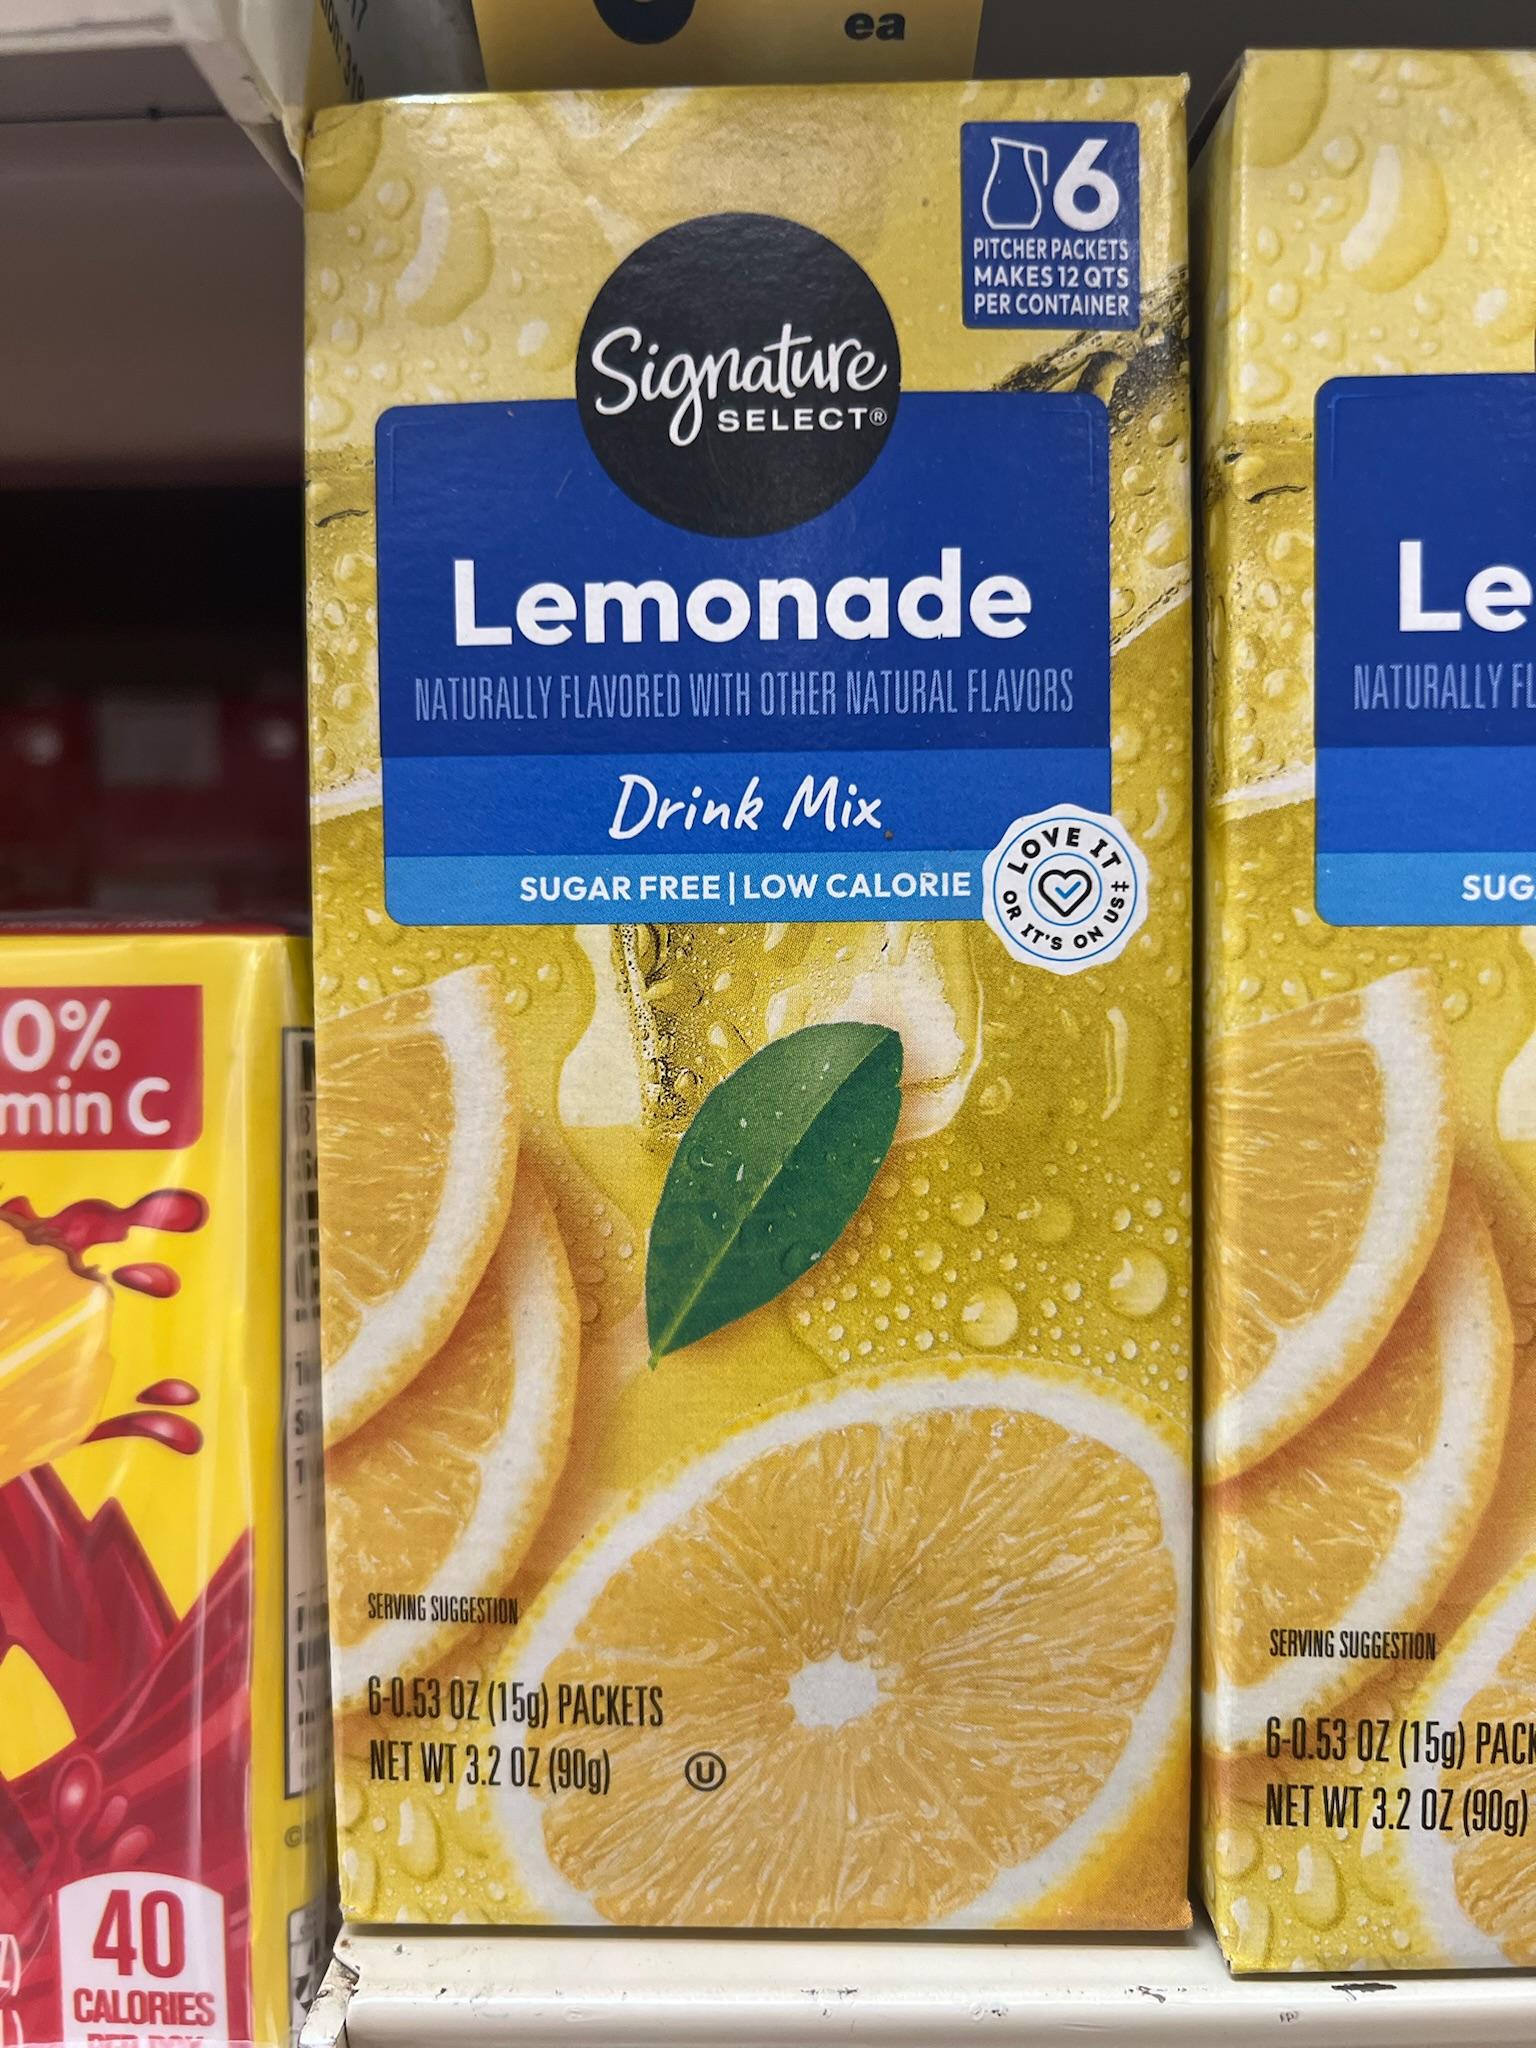 ea
6
PITCHER PACKETS
MAKES 12 QTS
PER CONTAINER
Signature
SELECT®
Lemonade
NATURALLY FLAVORED WITH OTHER NATURAL FLAVORS
Drink Mix
SUGAR FREE | LOW CALORIE
LOVE IT
OR IT'S ON US‡
SERVING SUGGESTION
6-0.53 OZ (15g) PACKETS
NET WT 3.2 OZ (90g)
U
Le
NATURALLY
SUG
SERVING SUGGESTION
6-0.53 OZ (15g) PACK
NET WT 3.2 OZ (90g)
0%
min C
40
CALORIES